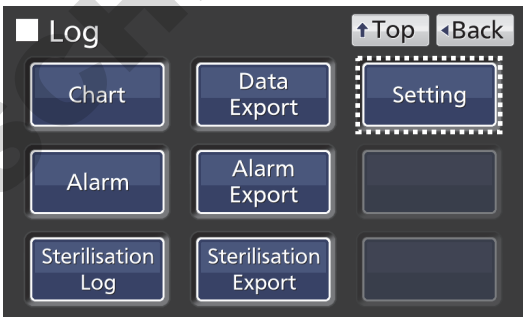 Log
↑Top
◂Back
Chart
Data
Export
Setting
Alarm
Alarm
Export
Sterilisation
Log
Sterilisation
Export